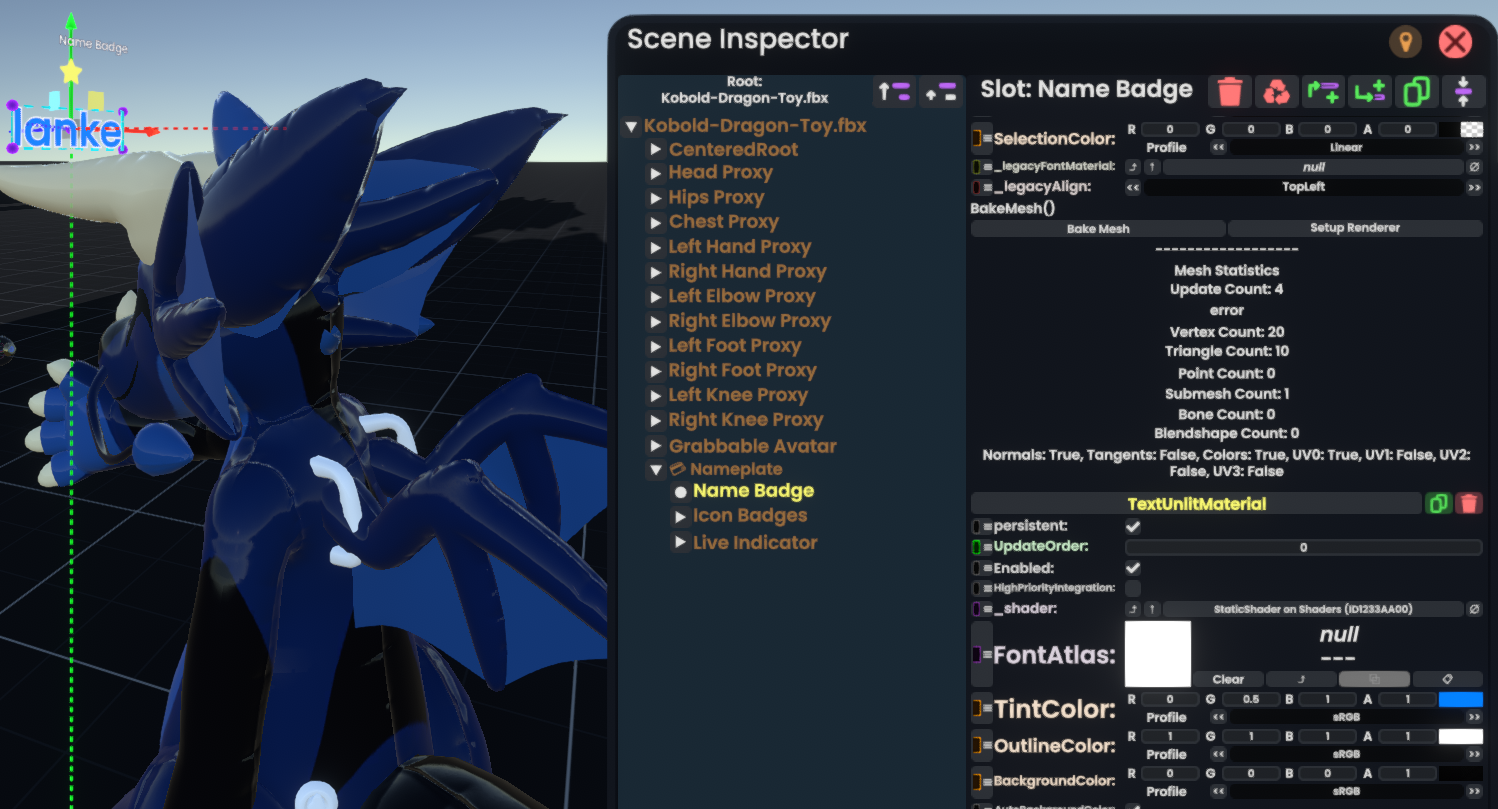 Name Badge
lanke
Scene Inspector
Root:
Kobold-Dragon-Toy.fbx
Kobold-Dragon-Toy.fbx
CenteredRoot
Head Proxy
Hips Proxy
Chest Proxy
Left Hand Proxy
Right Hand Proxy
Left Elbow Proxy
Right Elbow Proxy
Left Foot Proxy
Right Foot Proxy
Left Knee Proxy
Right Knee Proxy
Grabbable Avatar
Nameplate
Name Badge
Icon Badges
Live Indicator
Slot: Name Badge
SelectionColor: R 0 G 0 B 0 A 0
Profile << Linear >>
_legacyFontMaterial: null
_legacyAlign: << TopLeft >>
BakeMesh()
Bake Mesh Setup Renderer
-------------------
Mesh Statistics
Update Count: 4
error
Vertex Count: 20
Triangle Count: 10
Point Count: 0
Submesh Count: 1
Bone Count: 0
Blendshape Count: 0
Normals: True, Tangents: False, Colors: True, UV0: True, UV1: False, UV2:
False, UV3: False
TextUnlitMaterial
persistent:
UpdateOrder: 0
Enabled:
HighPriorityIntegration:
_shader: StaticShader on Shaders (ID1233AA00)
FontAtlas: null
---
Clear
TintColor: R 0 G 0.5 B 1 A 1
Profile << sRGB >>
OutlineColor: R 1 G 1 B 1 A 1
Profile << sRGB >>
BackgroundColor: R 0 G 0 B 0 A 1
Profile << sRGB >>